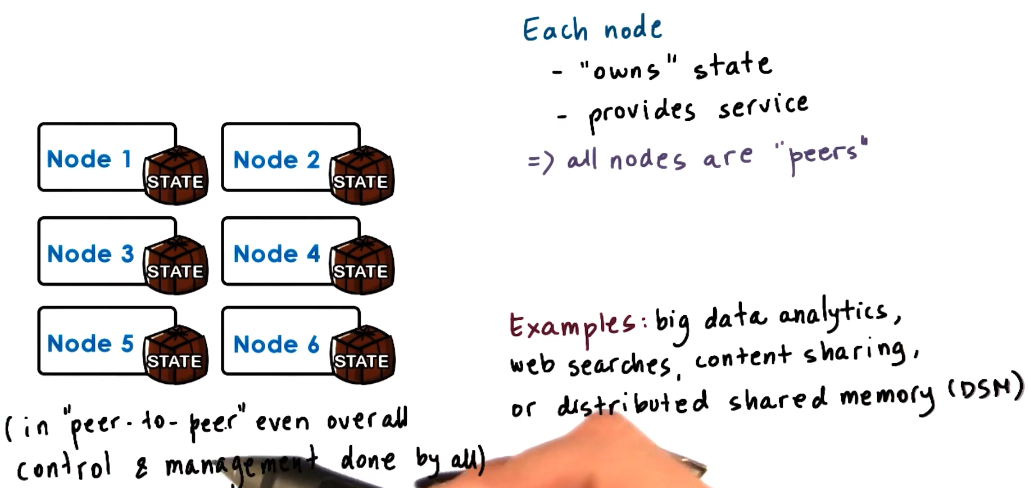 Each node
- "owns" state
- provides service
=> all nodes are "peers"
Node 1
STATE
Node 2
STATE
Node 3
STATE
Node 4
STATE
Node 5
STATE
Node 6
STATE
Examples: big data analytics,
web searches, content sharing,
or distributed shared memory (DSM)
(in "peer-to-peer" even overall
control & management done by all)